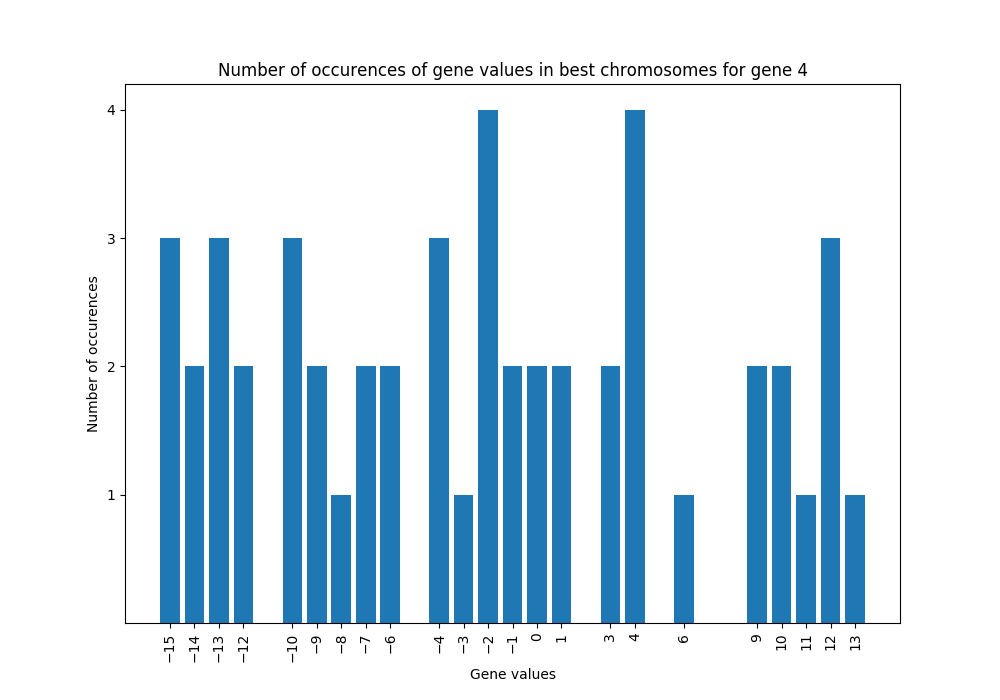 Number of occurences of gene values in best chromosomes for gene 4
4
3
2
1
Number of occurences
−15 −14 −13 −12 −10 −9 −8 −7 −6 −4 −3 −2 −1 0 1 3 4 6 9 10 11 12 13
Gene values